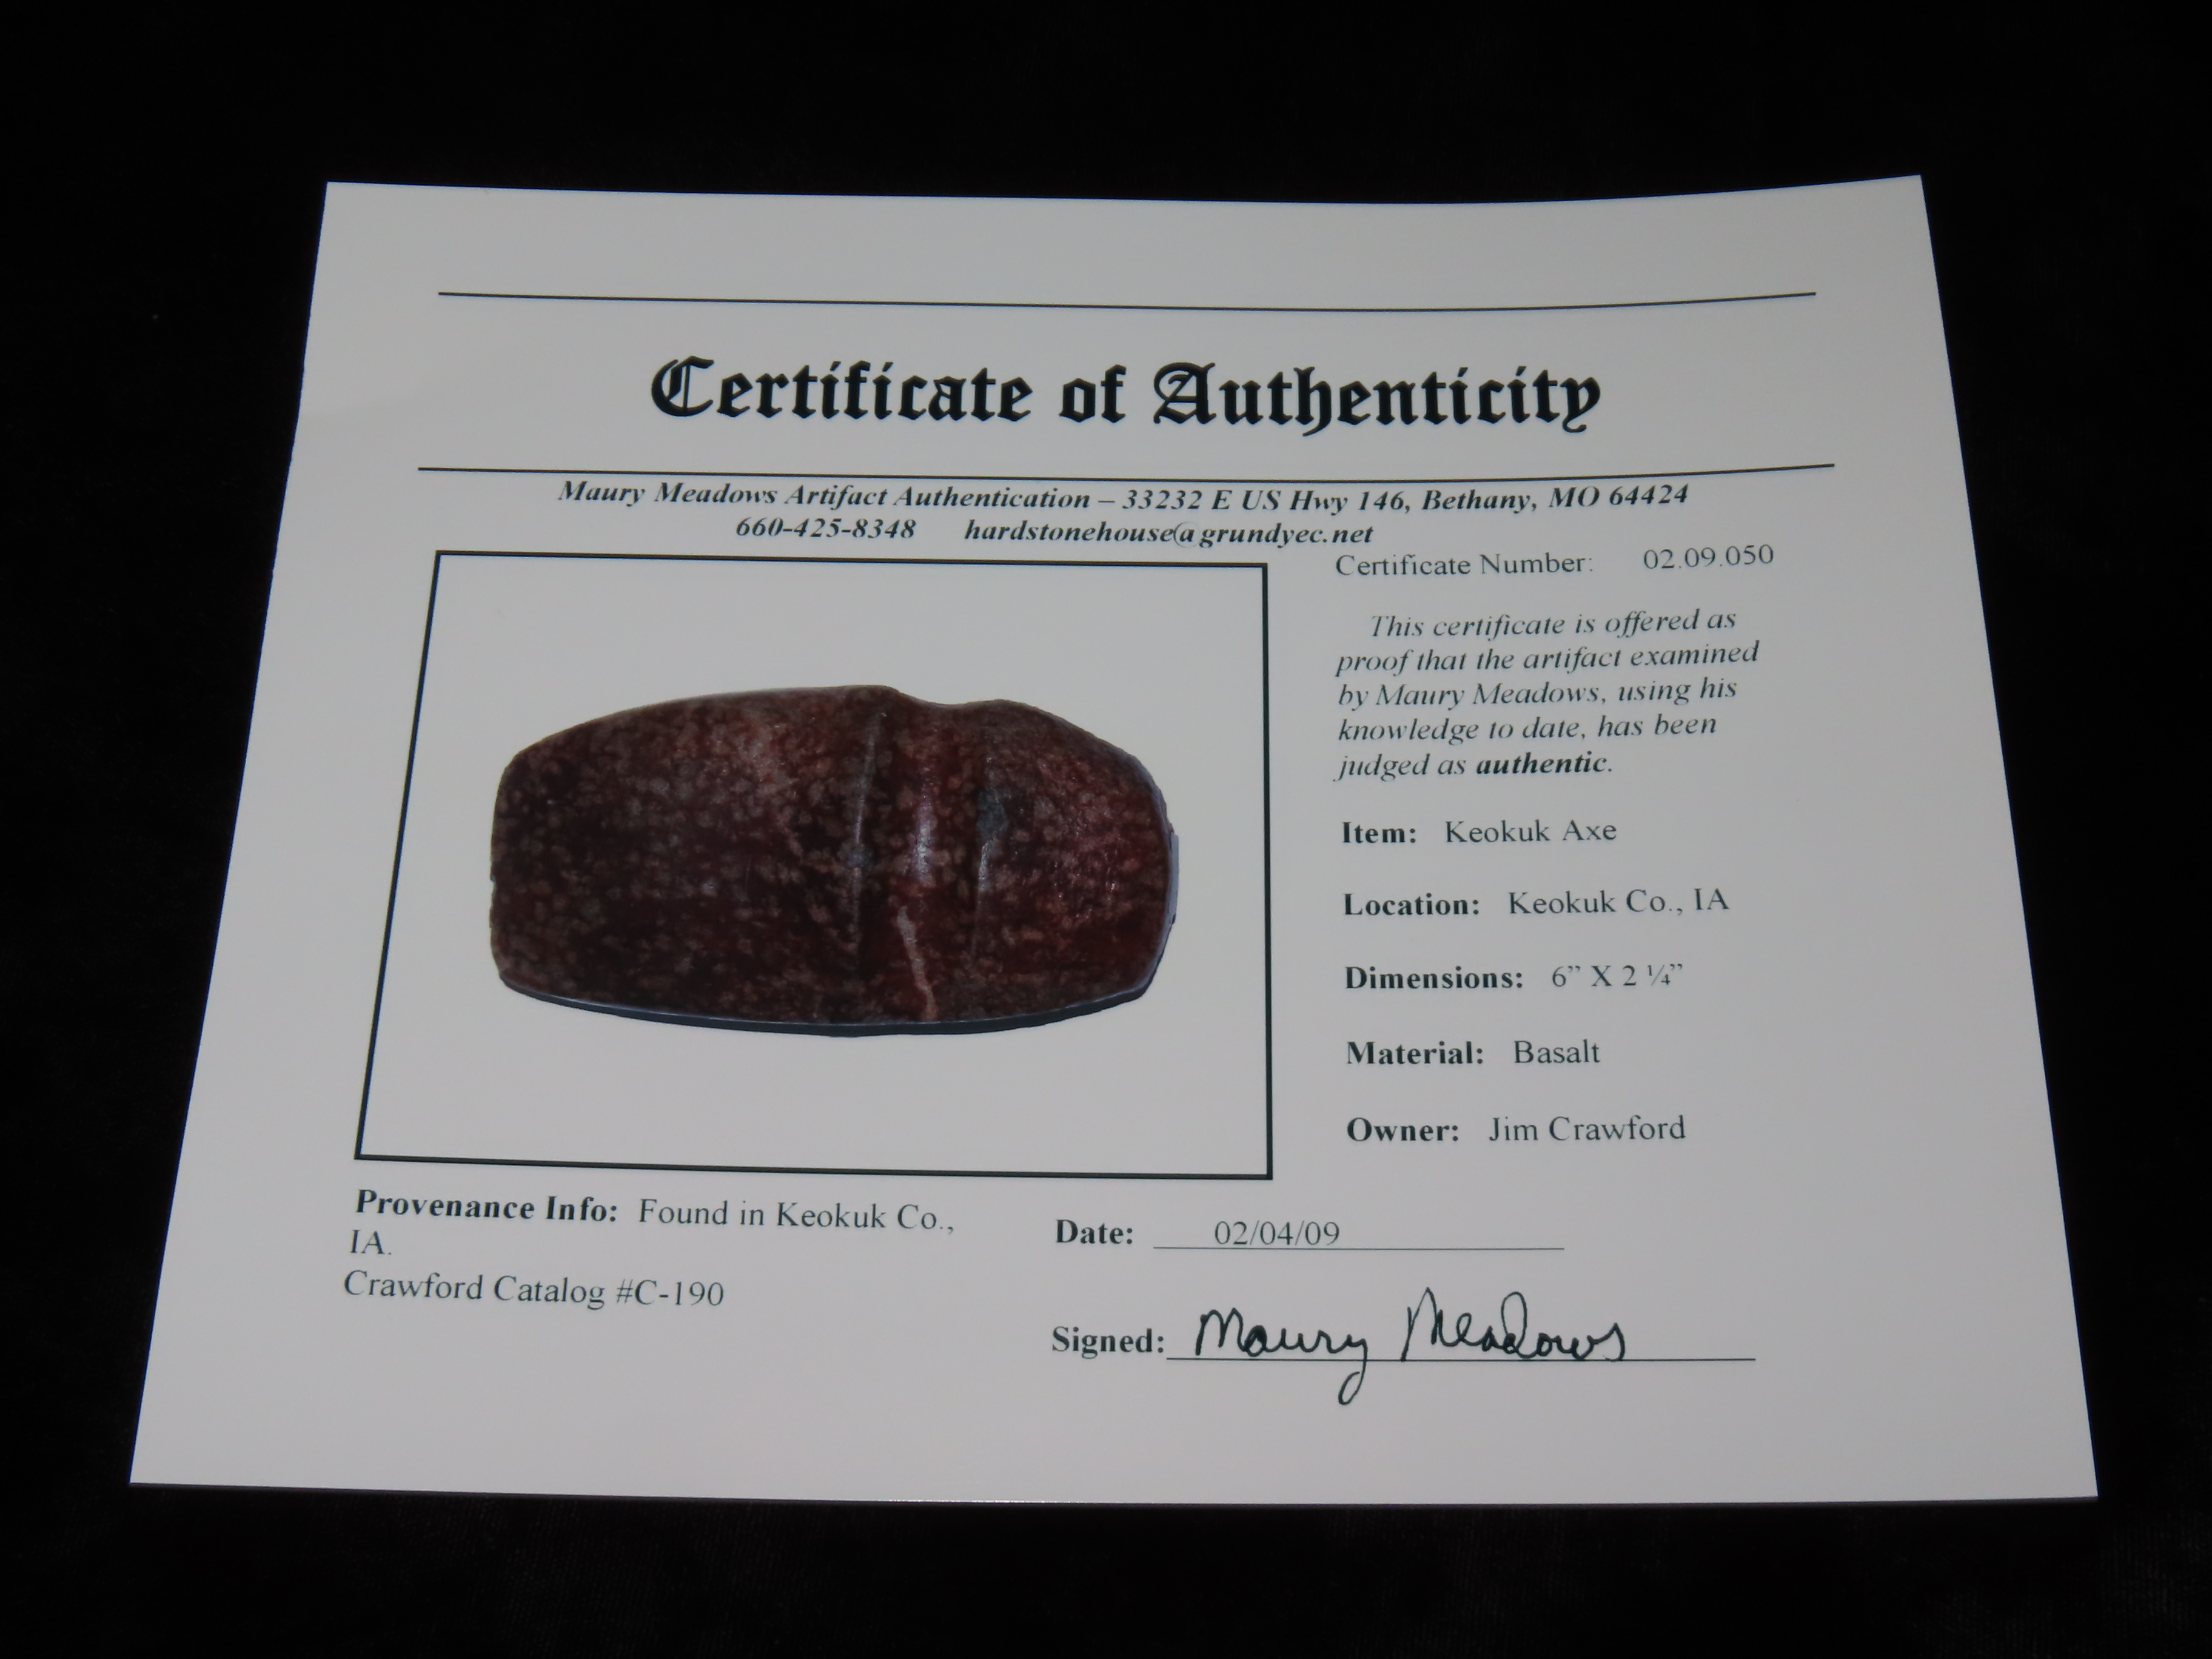 Certificate of Authenticity
Maury Meadows Artifact Authentication – 33232 E US Hwy 146, Bethany, MO 64424
660-425-8348 hardstonehouse@grundyec.net
Certificate Number: 02.09.050
This certificate is offered as
proof that the artifact examined
by Maury Meadows, using his
knowledge to date, has been
judged as authentic.
Item: Keokuk Axe
Location: Keokuk Co., IA
Dimensions: 6” X 2 ¼”
Material: Basalt
Owner: Jim Crawford
Provenance Info: Found in Keokuk Co.,
IA.
Crawford Catalog #C-190
Date: 02/04/09
Signed: Maury Meadows